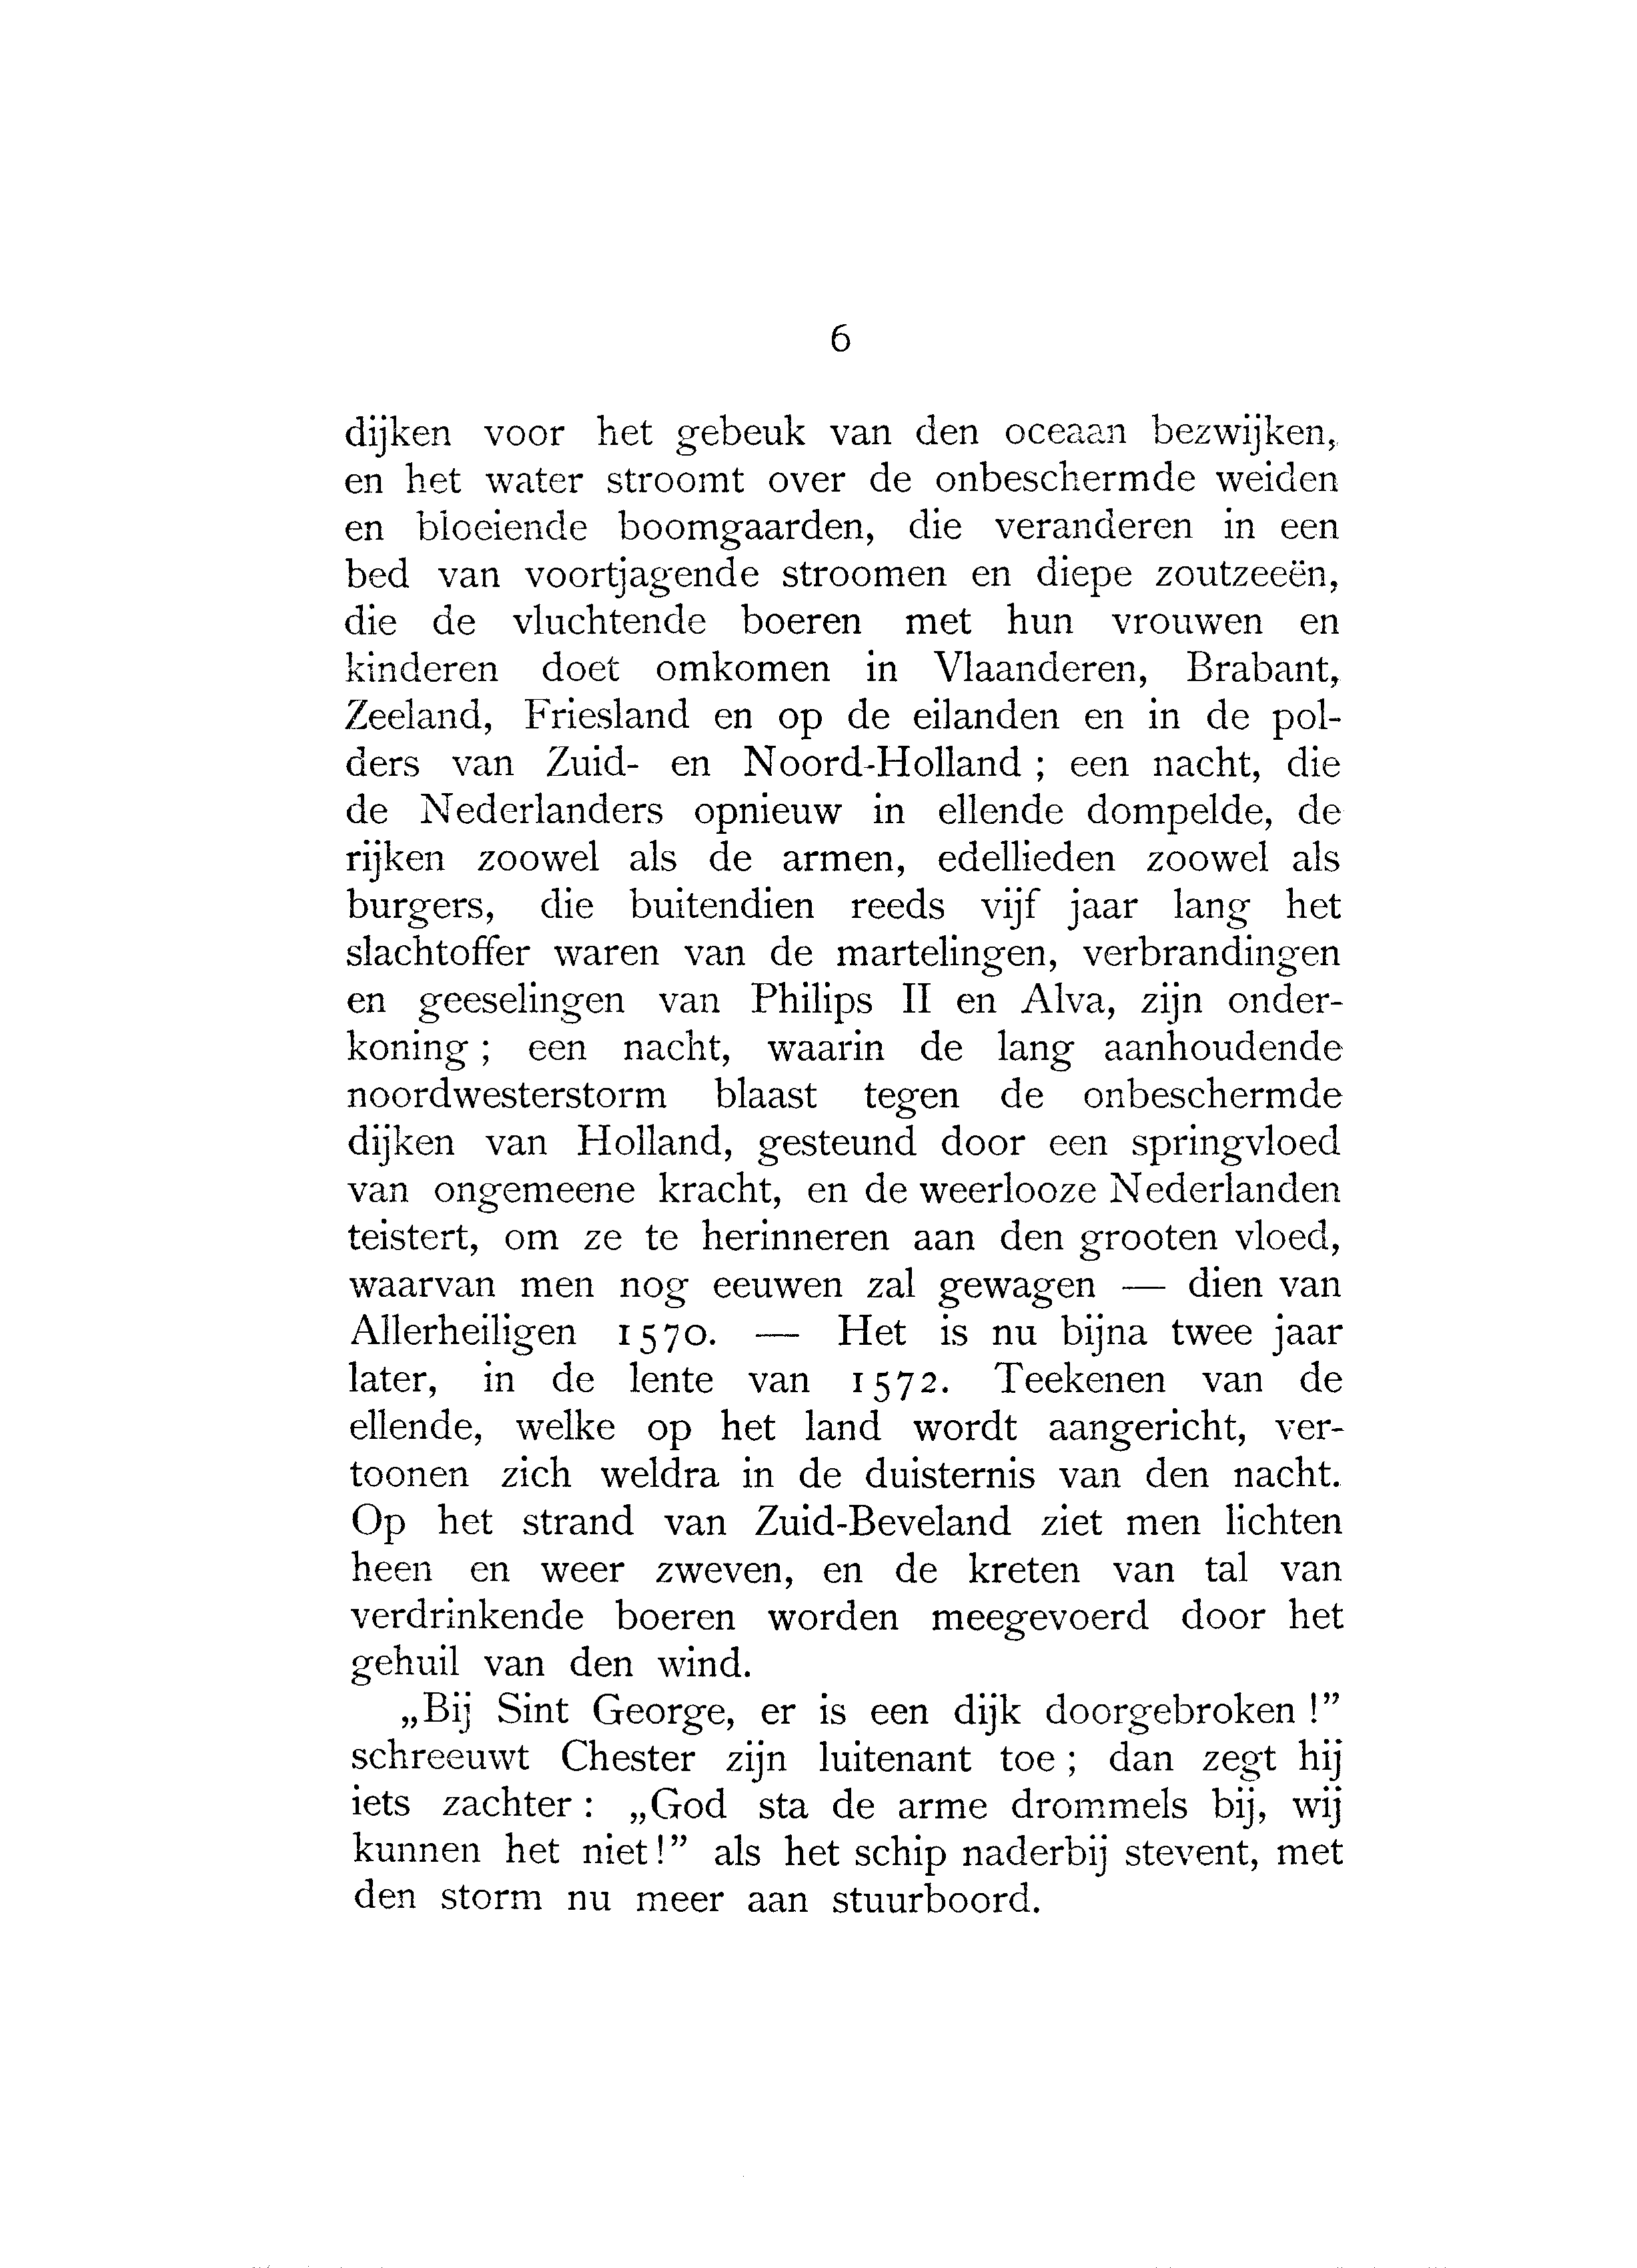 6
dijken voor het gebeuk van den oceaan bezwijken,
en het water stroomt over de onbeschermde weiden
en bloeiende boomgaarden, die veranderen in een
bed van voortjagende stroomen en diepe zoutzeeën,
die de vluchtende boeren met hun vrouwen en
kinderen doet omkomen in Vlaanderen, Brabant,
Zeeland, Friesland en op de eilanden en in de pol-
ders van Zuid- en Noord-Holland ; een nacht, die
de Nederlanders opnieuw in ellende dompelde, de
rijken zoowel als de armen, edellieden zoowel als
burgers, die buitendien reeds vijf jaar lang het
slachtoffer waren van de martelingen, verbrandingen
en geeselingen van Philips II en Alva, zijn onder-
koning ; een nacht, waarin de lang aanhoudende
noordwesterstorm blaast tegen de onbeschermde
dijken van Holland, gesteund door een springvloed
van ongemeene kracht, en de weerlooze Nederlanden
teistert, om ze te herinneren aan den grooten vloed,
waarvan men nog eeuwen zal gewagen — dien van
Allerheiligen 1570. — Het is nu bijna twee jaar
later, in de lente van 1572. Teekenen van de
ellende, welke op het land wordt aangericht, ver-
toonen zich weldra in de duisternis van den nacht.
Op het strand van Zuid-Beveland ziet men lichten
heen en weer zweven, en de kreten van tal van
verdrinkende boeren worden meegevoerd door het
gehuil van den wind.
„Bij Sint George, er is een dijk doorgebroken !”
schreeuwt Chester zijn luitenant toe ; dan zegt hij
iets zachter : „God sta de arme drommels bij, wij
kunnen het niet!” als het schip naderbij stevent, met
den storm nu meer aan stuurboord.